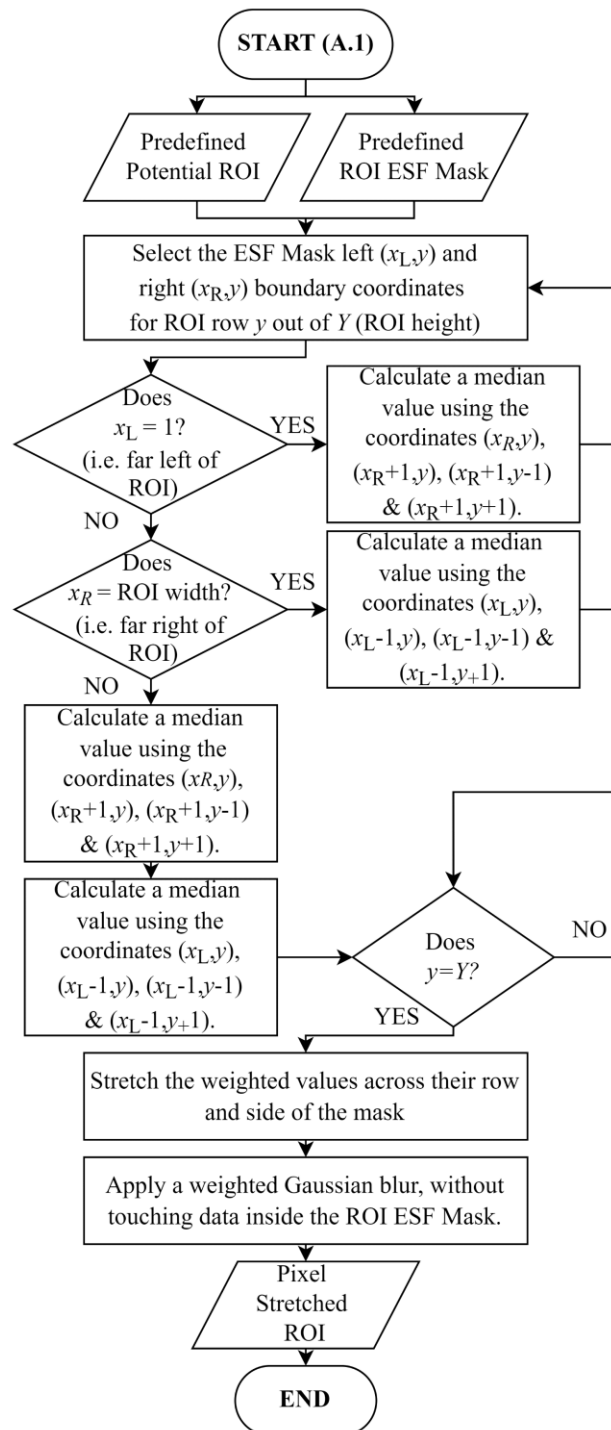 START (A.1)
Predefined
Potential ROI
Predefined
ROI ESF Mask
Select the ESF Mask left (xL,y) and
right (xR,y) boundary coordinates
for ROI row y out of Y (ROI height)
Does
xL = 1?
(i.e. far left of
ROI)
YES
Calculate a median
value using the
coordinates (xR,y),
(xR+1,y), (xR+1,y-1)
& (xR+1,y+1).
NO
Does
xR = ROI width?
(i.e. far right of
ROI)
YES
Calculate a median
value using the
coordinates (xL,y),
(xL-1,y), (xL-1,y-1) &
(xL-1,y+1).
NO
Calculate a median
value using the
coordinates (xR,y),
(xR+1,y), (xR+1,y-1)
& (xR+1,y+1).
Calculate a median
value using the
coordinates (xL,y),
(xL-1,y), (xL-1,y-1)
& (xL-1,y+1).
Does
y=Y?
NO
YES
Stretch the weighted values across their row
and side of the mask
Apply a weighted Gaussian blur, without
touching data inside the ROI ESF Mask.
Pixel
Stretched
ROI
END